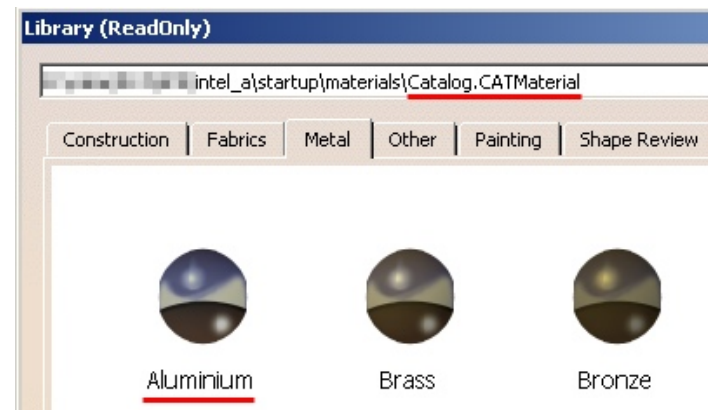 Library (ReadOnly)
intel_a\startup\materials\Catalog.CATMaterial
Construction Fabrics Metal Other Painting Shape Review
Aluminium Brass Bronze